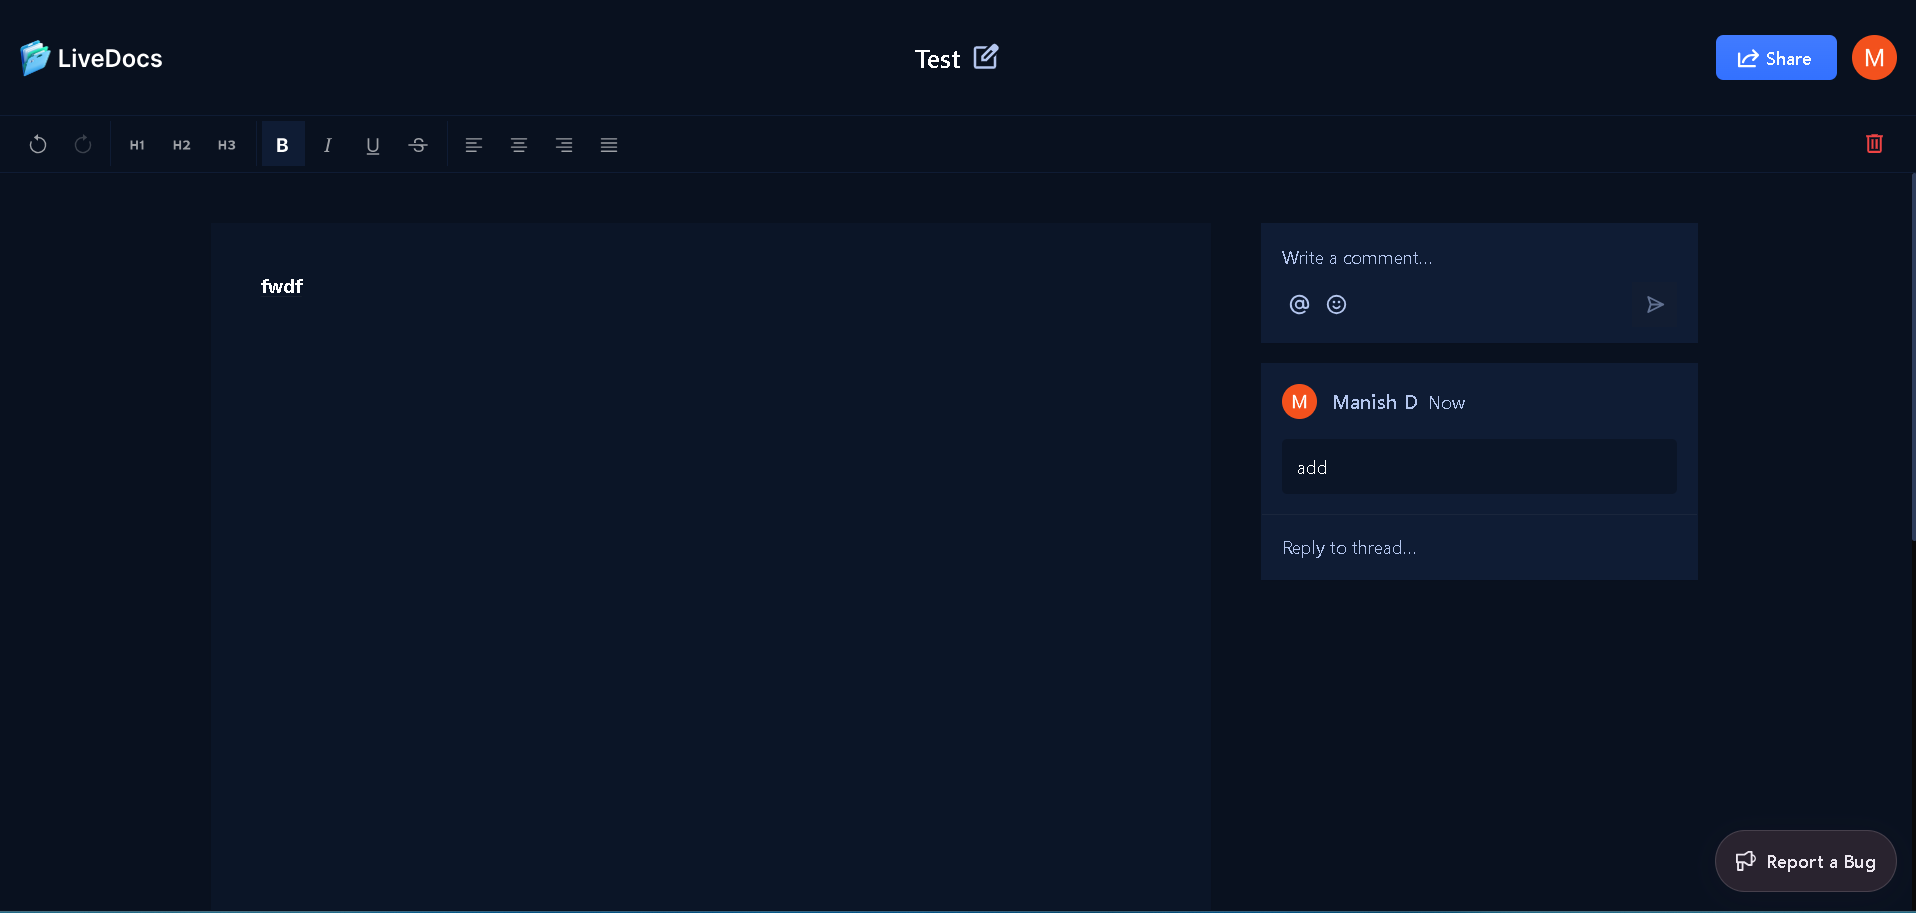 LiveDocs
Test
Share
M
H1 H2 H3 B I U S
fwdf
Write a comment...
@
M Manish D Now
add
Reply to thread...
Report a Bug